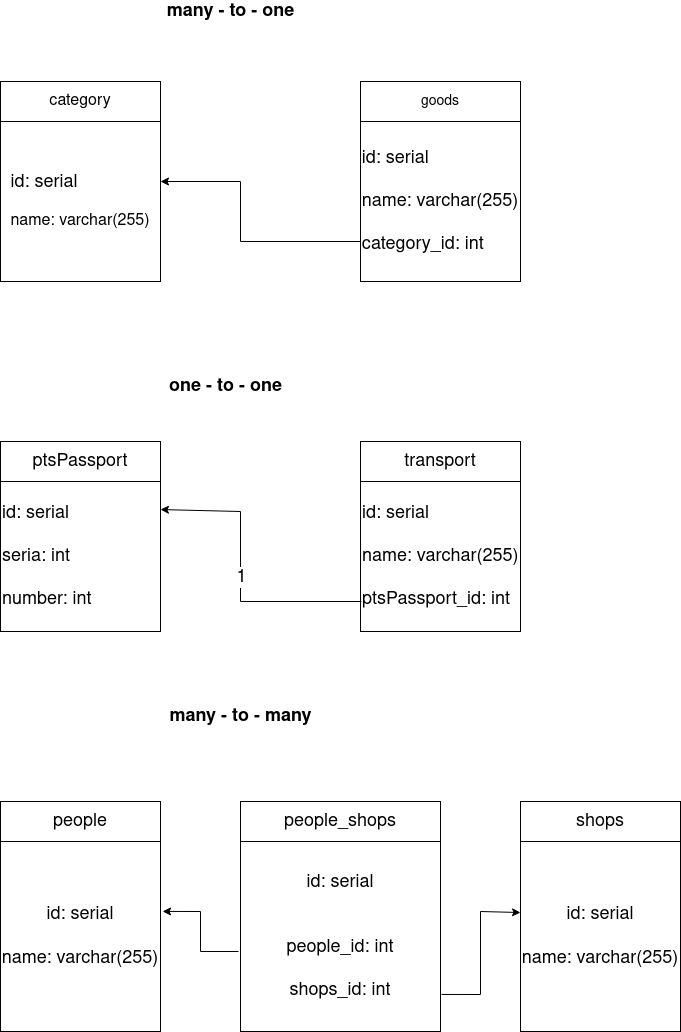 many - to - one
category
id: serial
name: varchar(255)
goods
id: serial
name: varchar(255)
category_id: int
one - to - one
ptsPassport
id: serial
seria: int
number: int
1
transport
id: serial
name: varchar(255)
ptsPassport_id: int
many - to - many
people
id: serial
name: varchar(255)
people_shops
id: serial
people_id: int
shops_id: int
shops
id: serial
name: varchar(255)